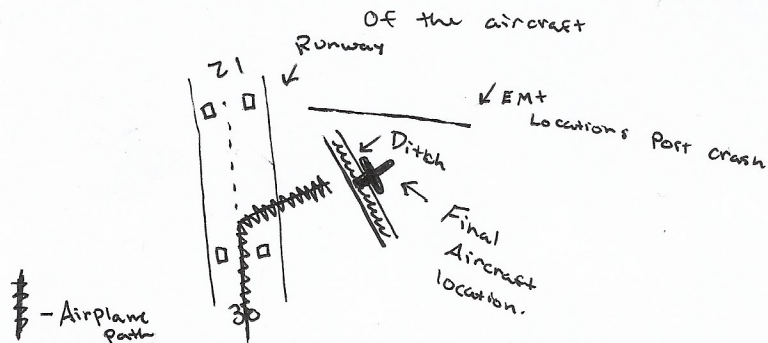 Of the aircraft
Runway
21
EMt
Locations Post crash
Ditch
Final
Aircraft
location.
30
- Airplane
path